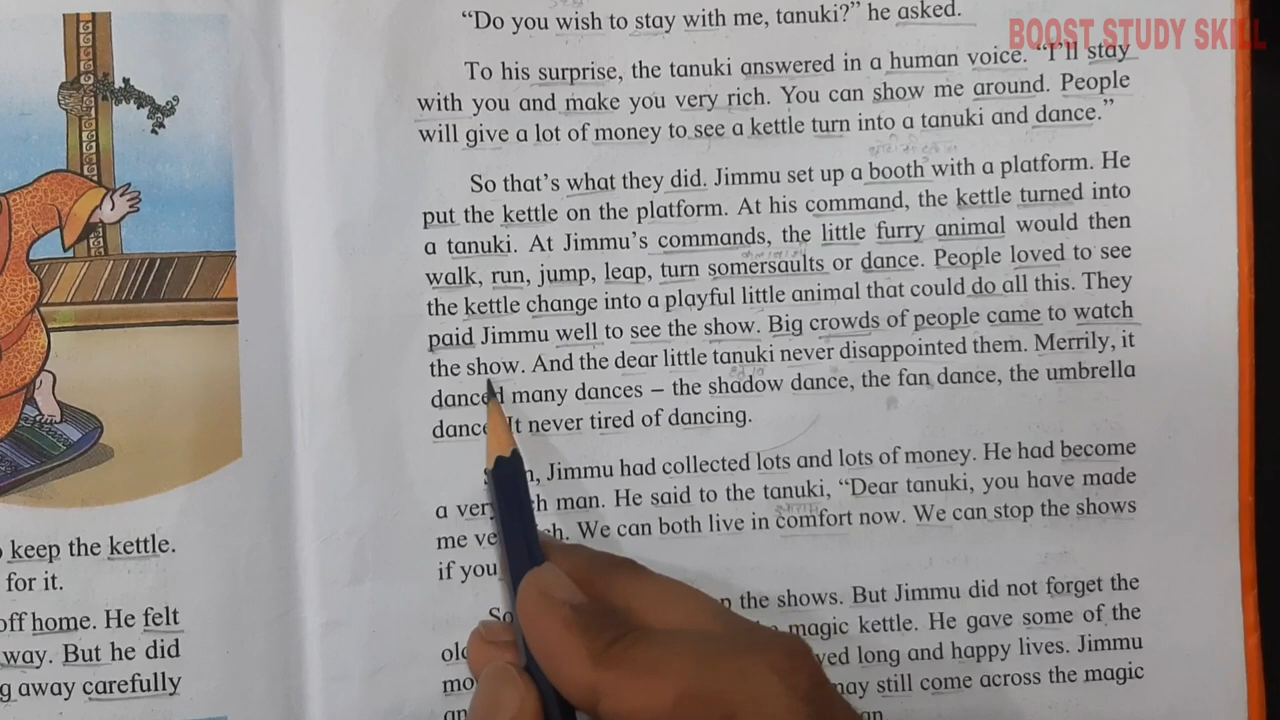 BOOST STUDY SKILL
keep the kettle.
for it.
off home. He felt
way. But he did
g away carefully
“Do you wish to stay with me, tanuki?” he asked.
To his surprise, the tanuki answered in a human voice. “I’ll stay
with you and make you very rich. You can show me around. People
will give a lot of money to see a kettle turn into a tanuki and dance.”
So that’s what they did. Jimmu set up a booth with a platform. He
put the kettle on the platform. At his command, the kettle turned into
a tanuki. At Jimmu’s commands, the little furry animal would then
walk, run, jump, leap, turn somersaults or dance. People loved to see
the kettle change into a playful little animal that could do all this. They
paid Jimmu well to see the show. Big crowds of people came to watch
the show. And the dear little tanuki never disappointed them. Merrily, it
danced many dances – the shadow dance, the fan dance, the umbrella
dance It never tired of dancing.
Jimmu had collected lots and lots of money. He had become
a very man. He said to the tanuki, “Dear tanuki, you have made
me We can both live in comfort now. We can stop the shows
if you
So the shows. But Jimmu did not forget the
magic kettle. He gave some of the
long and happy lives. Jimmu
may still come across the magic